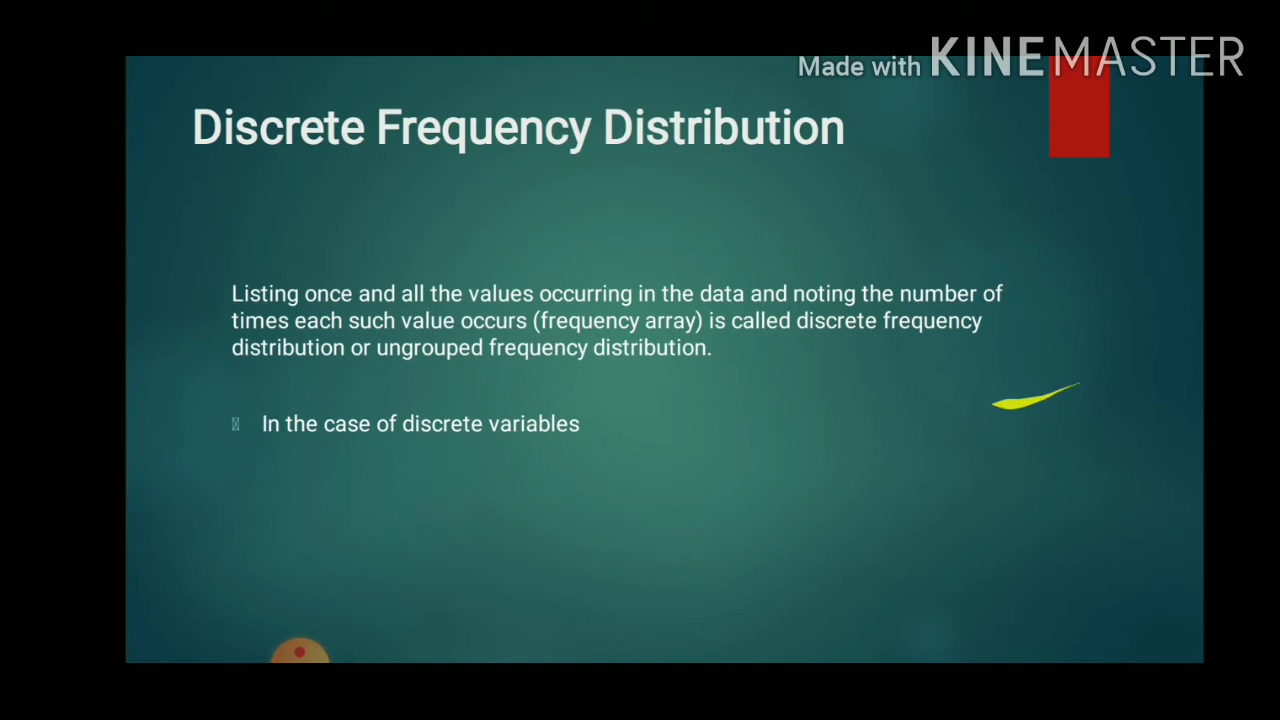 Made with KINEMASTER
Discrete Frequency Distribution
Listing once and all the values occurring in the data and noting the number of
times each such value occurs (frequency array) is called discrete frequency
distribution or ungrouped frequency distribution.
In the case of discrete variables